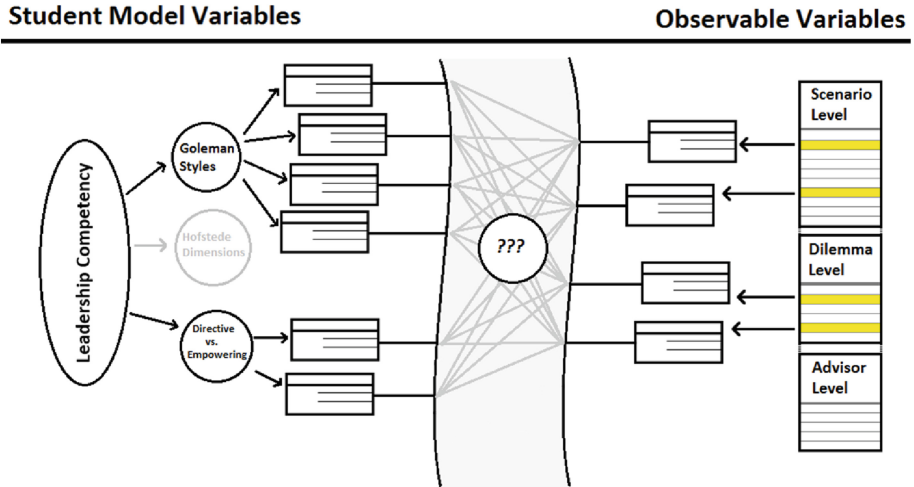 Student Model Variables
Observable Variables
Leadership Competency
Goleman
Styles
Hofstede
Dimensions
Directive
vs.
Empowering
???
Scenario
Level
Dilemma
Level
Advisor
Level